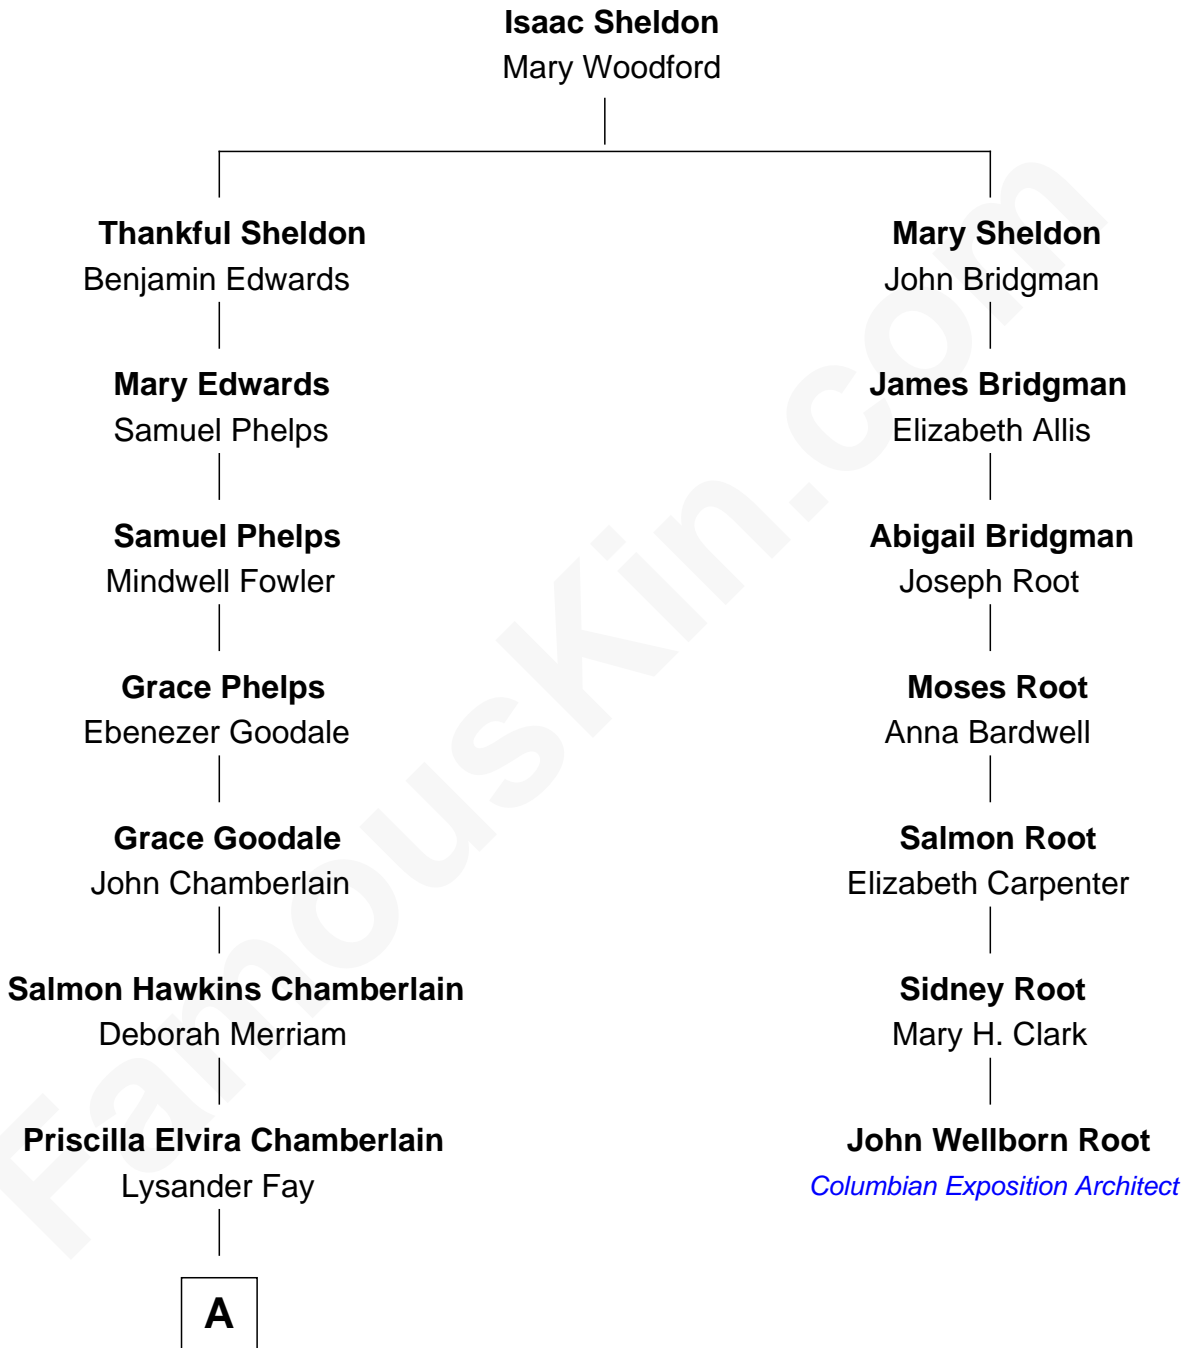 Isaac Sheldon
Mary Woodford
Thankful Sheldon
Benjamin Edwards
Mary Sheldon
John Bridgman
Mary Edwards
Samuel Phelps
James Bridgman
Elizabeth Allis
Samuel Phelps
Mindwell Fowler
Abigail Bridgman
Joseph Root
Grace Phelps
Ebenezer Goodale
Moses Root
Anna Bardwell
Grace Goodale
John Chamberlain
Salmon Root
Elizabeth Carpenter
Salmon Hawkins Chamberlain
Deborah Merriam
Sidney Root
Mary H. Clark
Priscilla Elvira Chamberlain
Lysander Fay
John Wellborn Root
Columbian Exposition Architect
A
FamousKin.com